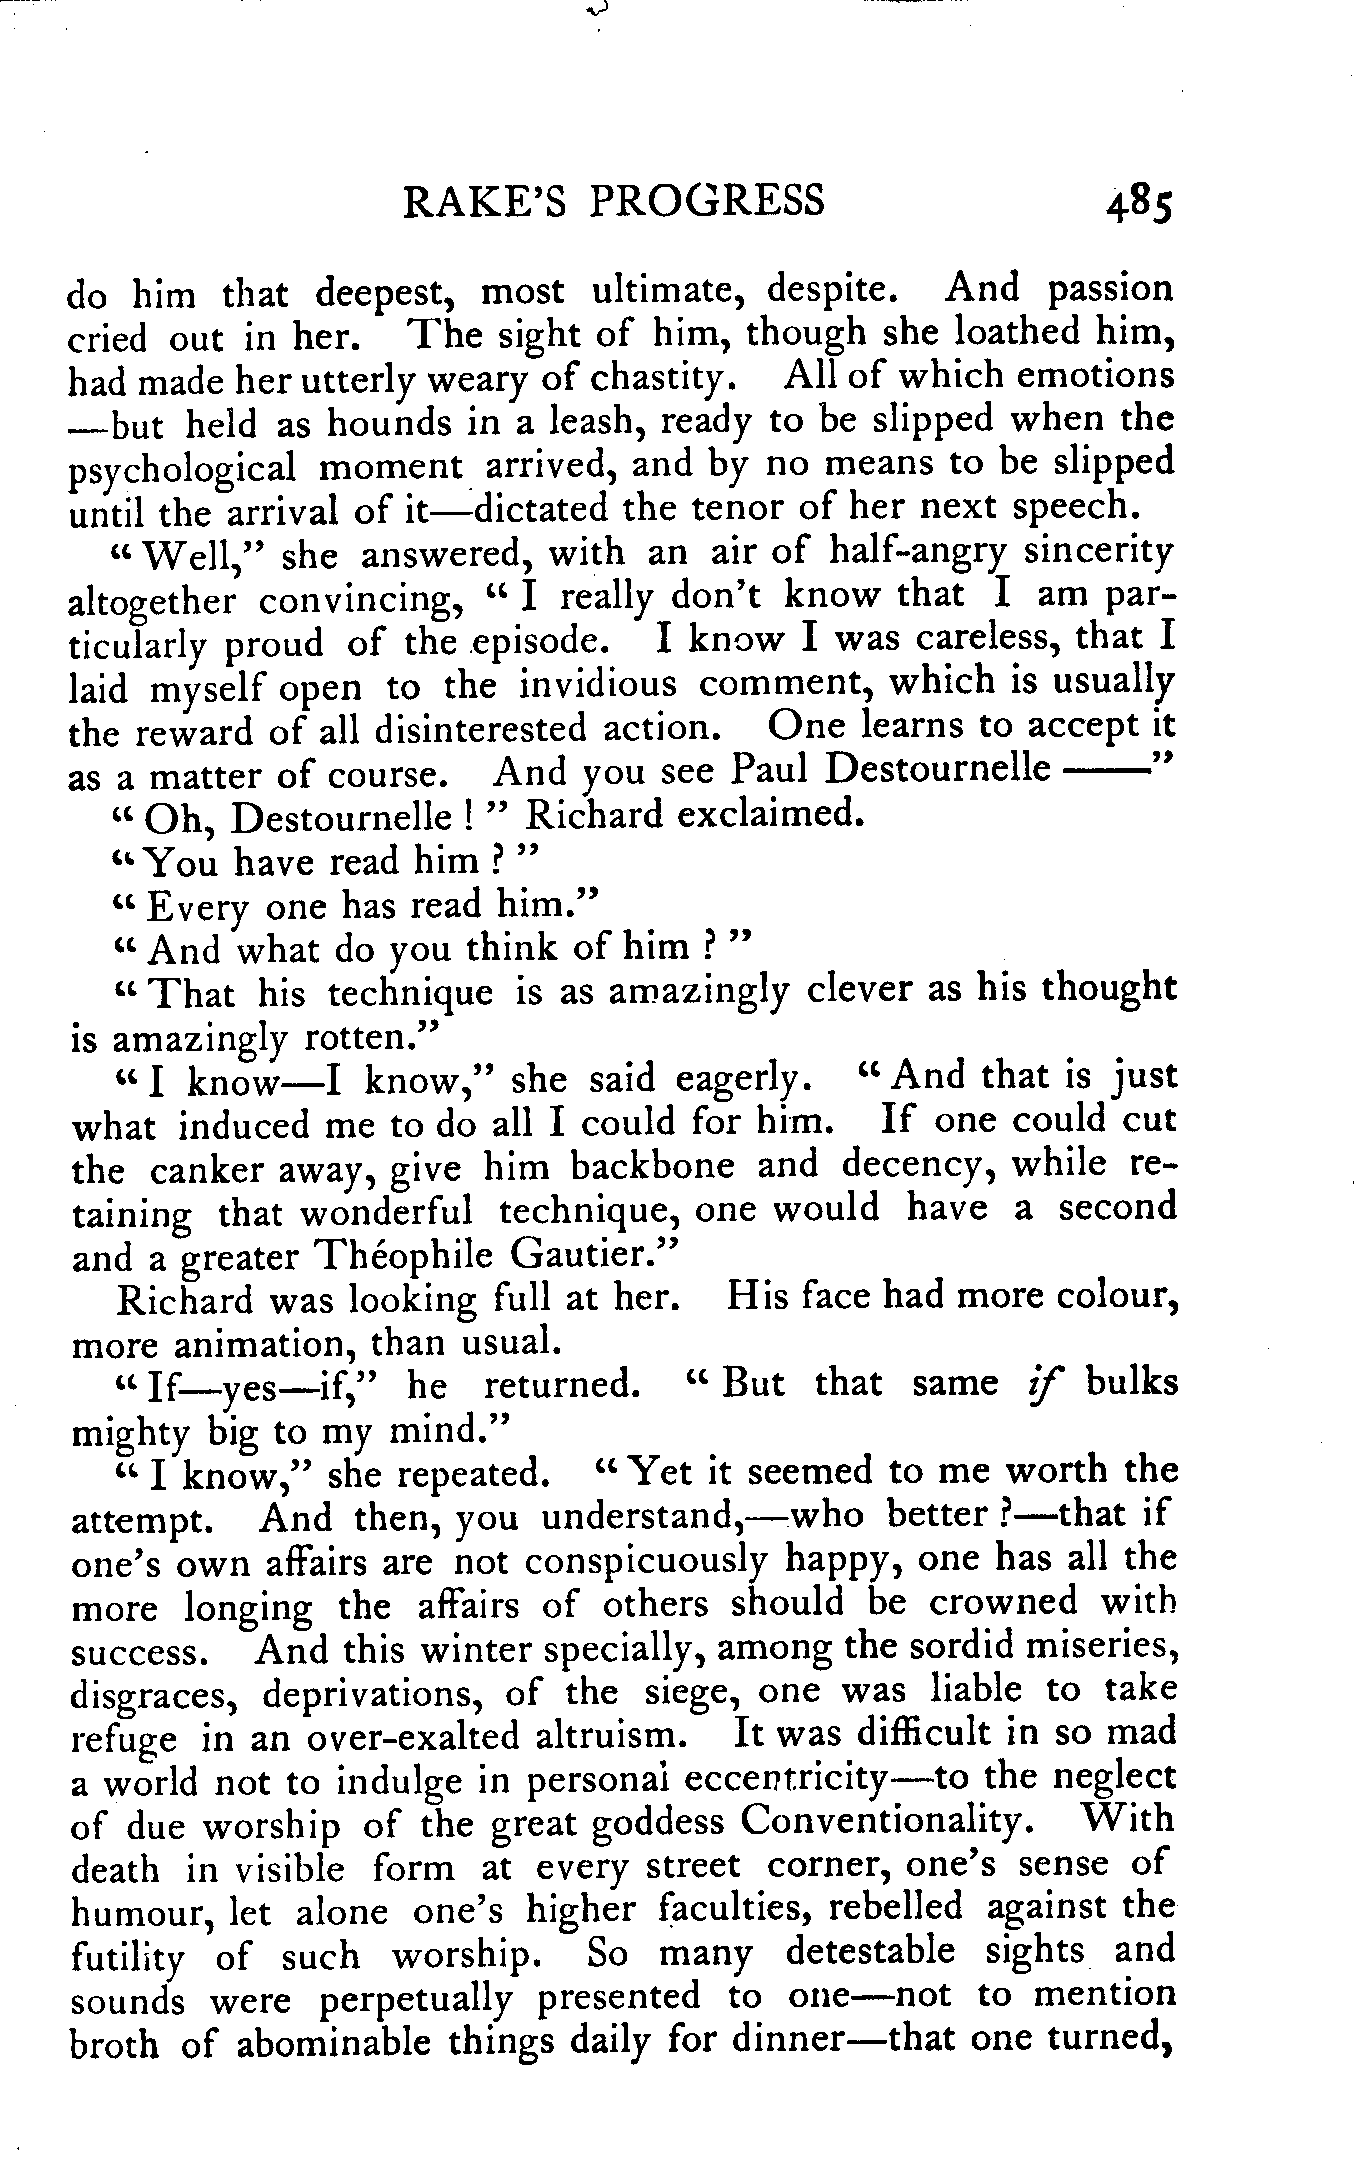 RAKE'S PROGRESS 485
do him that deepest, most ultimate, despite. And passion
cried out in her. The sight of him, though she loathed him,
had made her utterly weary of chastity. All of which emotions
—but held as hounds in a leash, ready to be slipped when the
psychological moment arrived, and by no means to be slipped
until the arrival of it—dictated the tenor of her next speech.
“ Well,” she answered, with an air of half-angry sincerity
altogether convincing, “ I really don't know that I am par-
ticularly proud of the episode. I know I was careless, that I
laid myself open to the invidious comment, which is usually
the reward of all disinterested action. One learns to accept it
as a matter of course. And you see Paul Destournelle ——”
“ Oh, Destournelle ! ” Richard exclaimed.
“ You have read him ? ”
“ Every one has read him.”
“ And what do you think of him ? ”
“ That his technique is as amazingly clever as his thought
is amazingly rotten.”
“ I know—I know,” she said eagerly. “ And that is just
what induced me to do all I could for him. If one could cut
the canker away, give him backbone and decency, while re-
taining that wonderful technique, one would have a second
and a greater Théophile Gautier.”
Richard was looking full at her. His face had more colour,
more animation, than usual.
“ If—yes—if,” he returned. “ But that same if bulks
mighty big to my mind.”
“ I know,” she repeated. “ Yet it seemed to me worth the
attempt. And then, you understand,—who better ?—that if
one's own affairs are not conspicuously happy, one has all the
more longing the affairs of others should be crowned with
success. And this winter specially, among the sordid miseries,
disgraces, deprivations, of the siege, one was liable to take
refuge in an over-exalted altruism. It was difficult in so mad
a world not to indulge in personal eccentricity—to the neglect
of due worship of the great goddess Conventionality. With
death in visible form at every street corner, one's sense of
humour, let alone one's higher faculties, rebelled against the
futility of such worship. So many detestable sights and
sounds were perpetually presented to one—not to mention
broth of abominable things daily for dinner—that one turned,